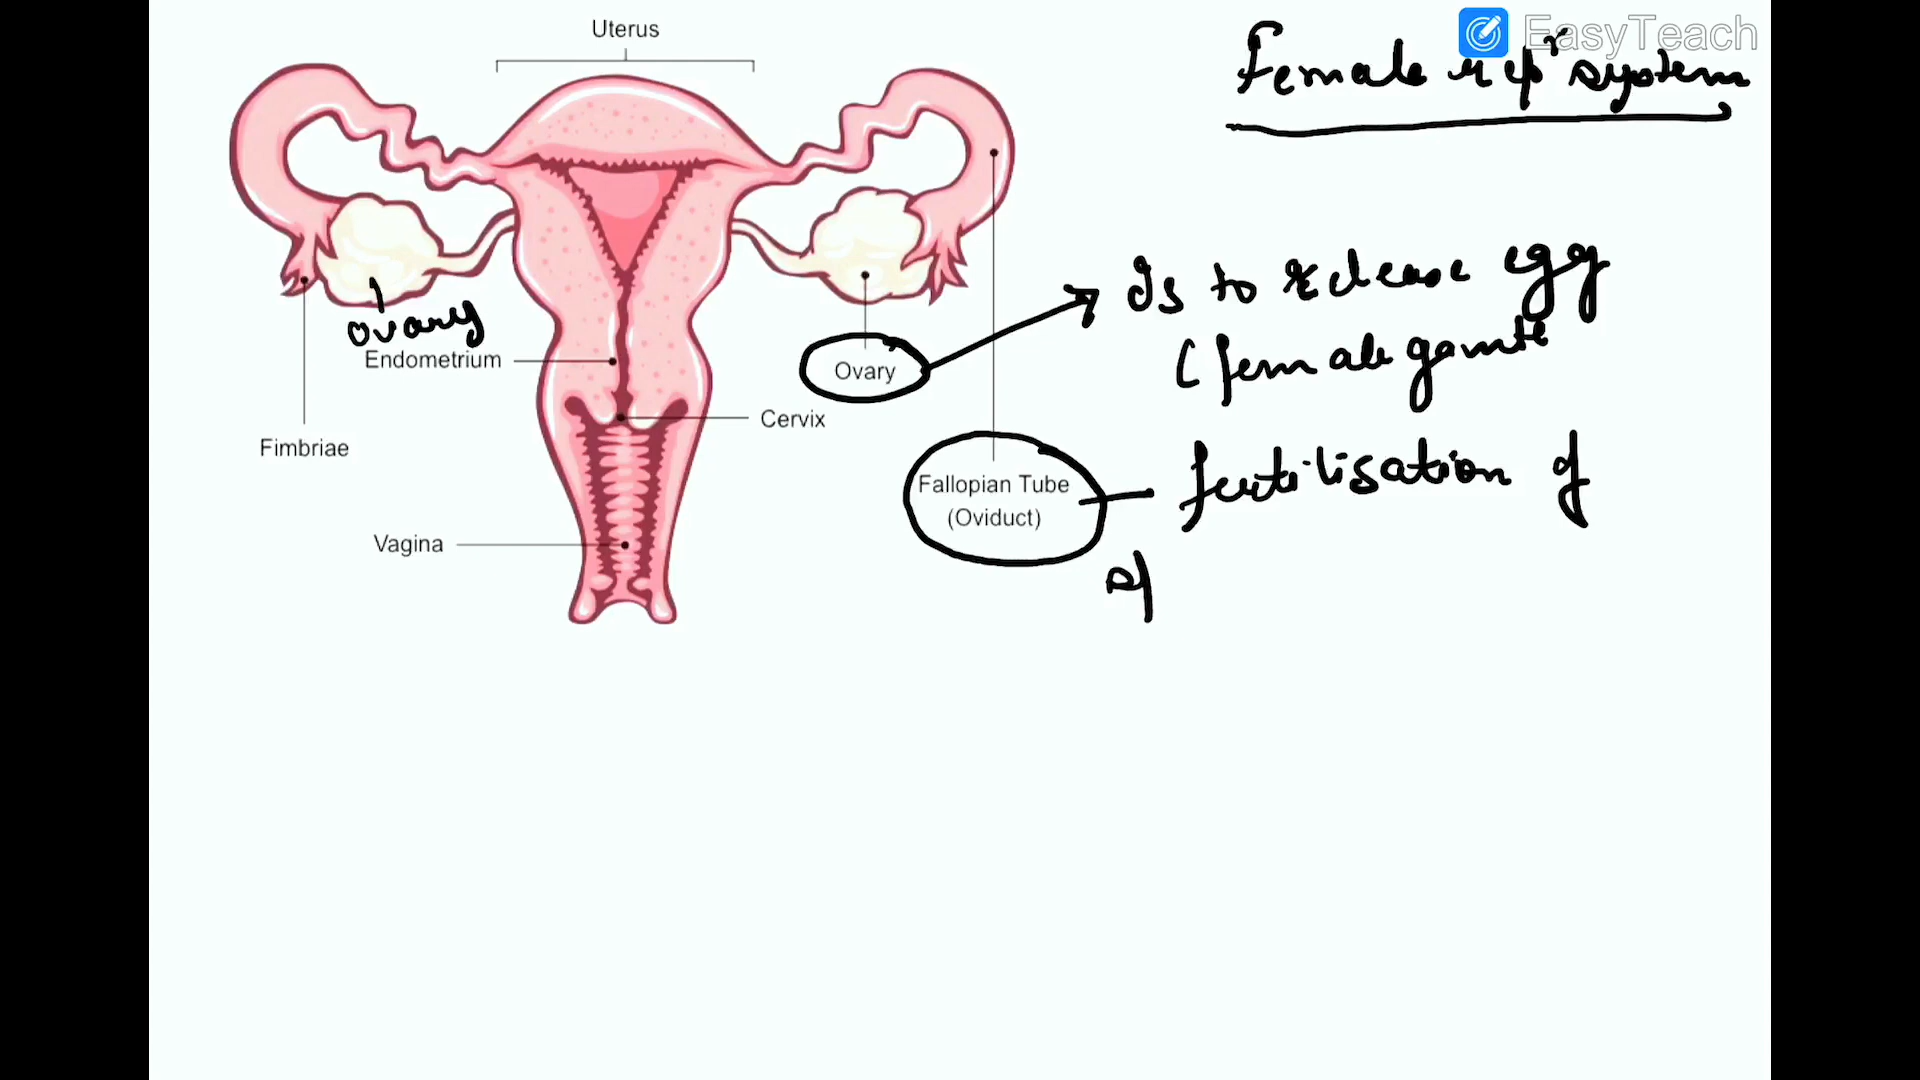 Uterus
EasyTeach
Female repr system
Is to release egg
ovary
Endometrium
(female gamete
Ovary
Cervix
Fimbriae
fertilisation of
Fallopian Tube
(Oviduct)
Vagina